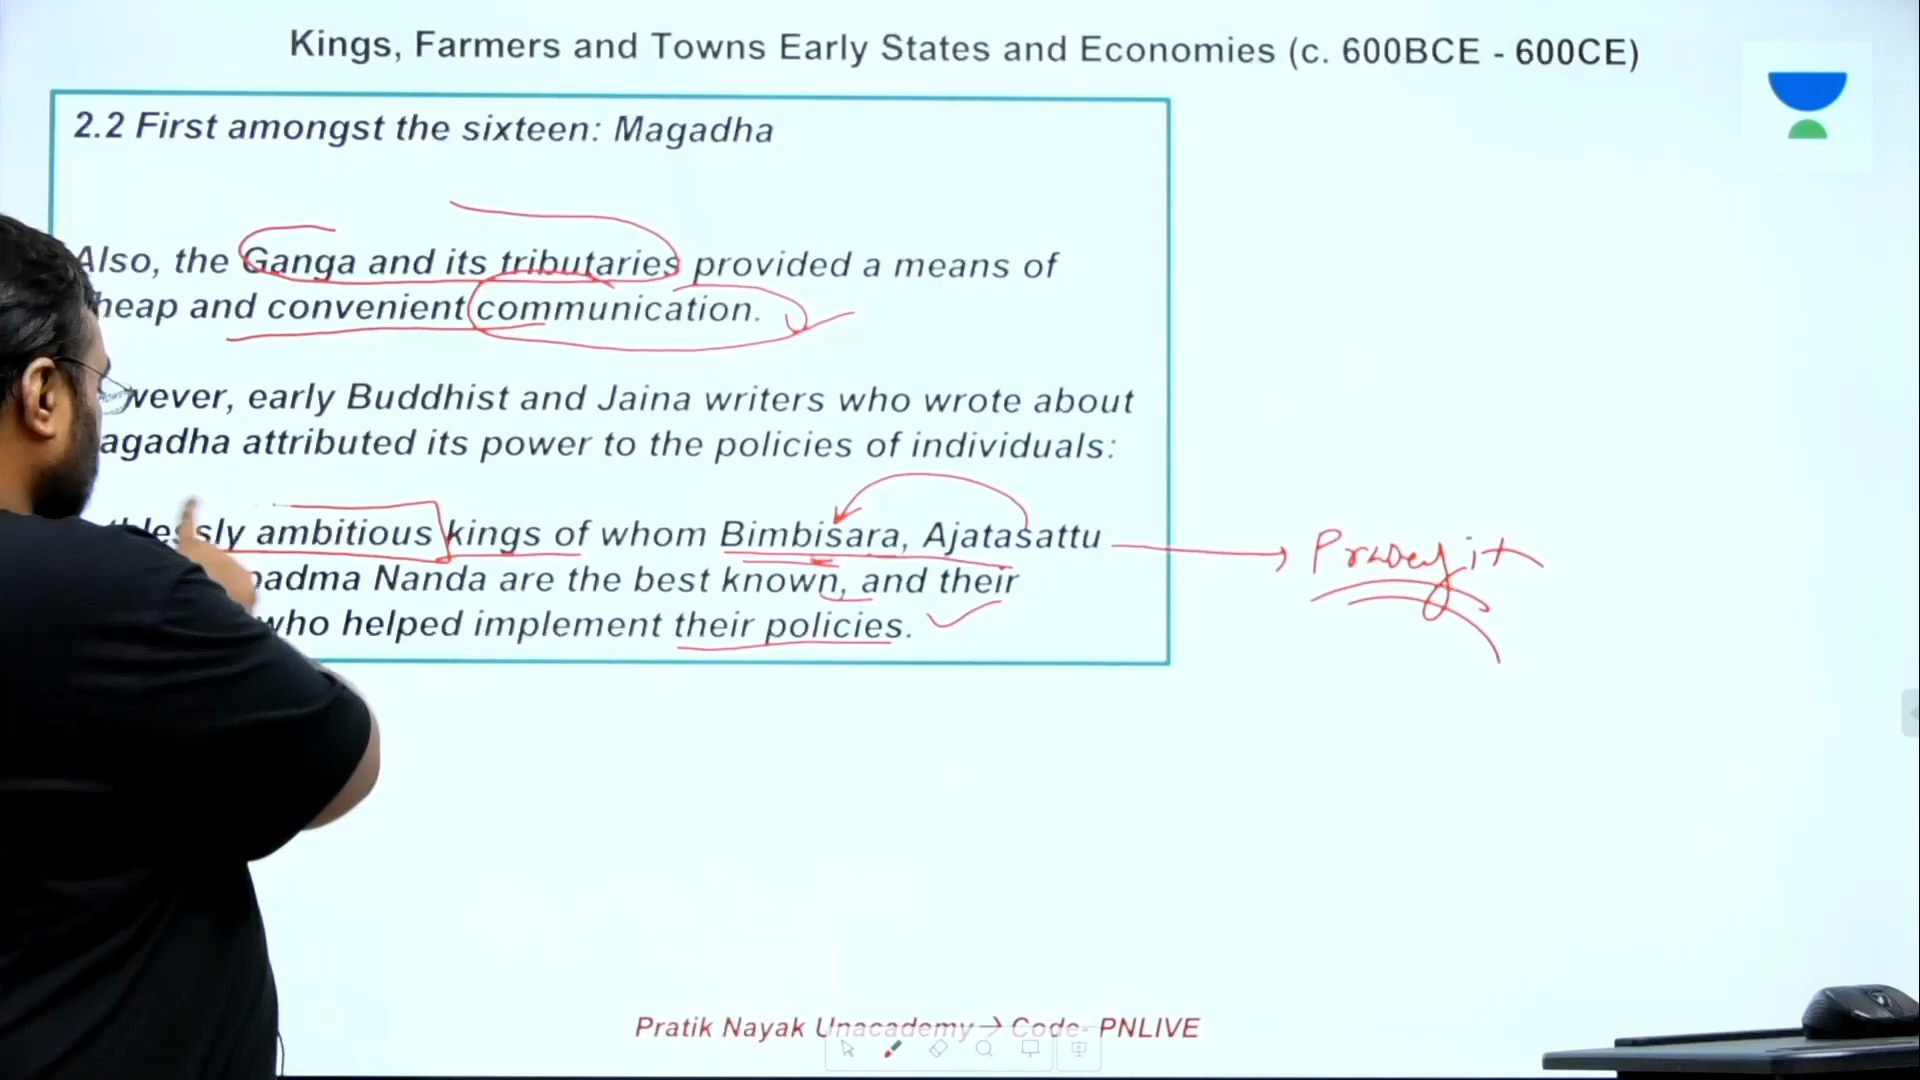 Kings, Farmers and Towns Early States and Economies (c. 600BCE - 600CE)
2.2 First amongst the sixteen: Magadha
Also, the Ganga and its tributaries provided a means of
heap and convenient communication.
wever, early Buddhist and Jaina writers who wrote about
agadha attributed its power to the policies of individuals:
sly ambitious kings of whom Bimbisara, Ajatasattu
padma Nanda are the best known, and their
who helped implement their policies.
Pratik Nayak Unacademy→ Code- PNLIVE